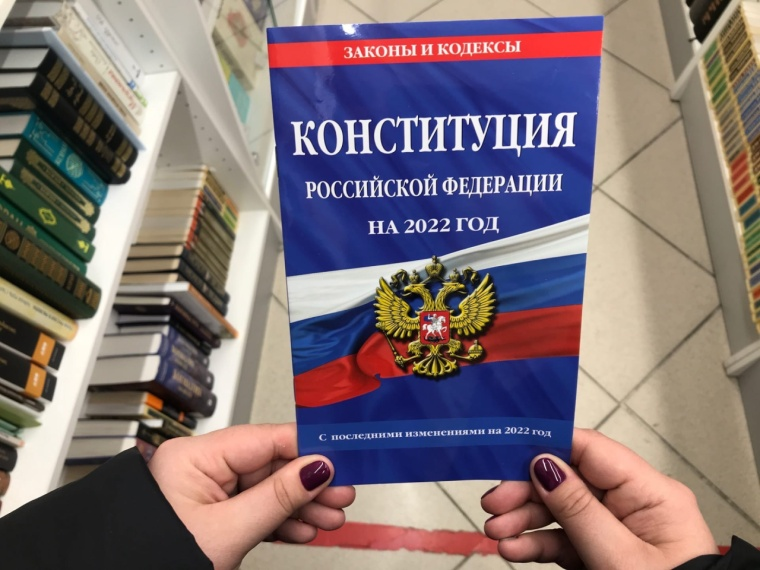 ЗАКОНЫ И КОДЕКСЫ
КОНСТИТУЦИЯ
РОССИЙСКОЙ ФЕДЕРАЦИИ
НА 2022 ГОД
С последними изменениями на 2022 год